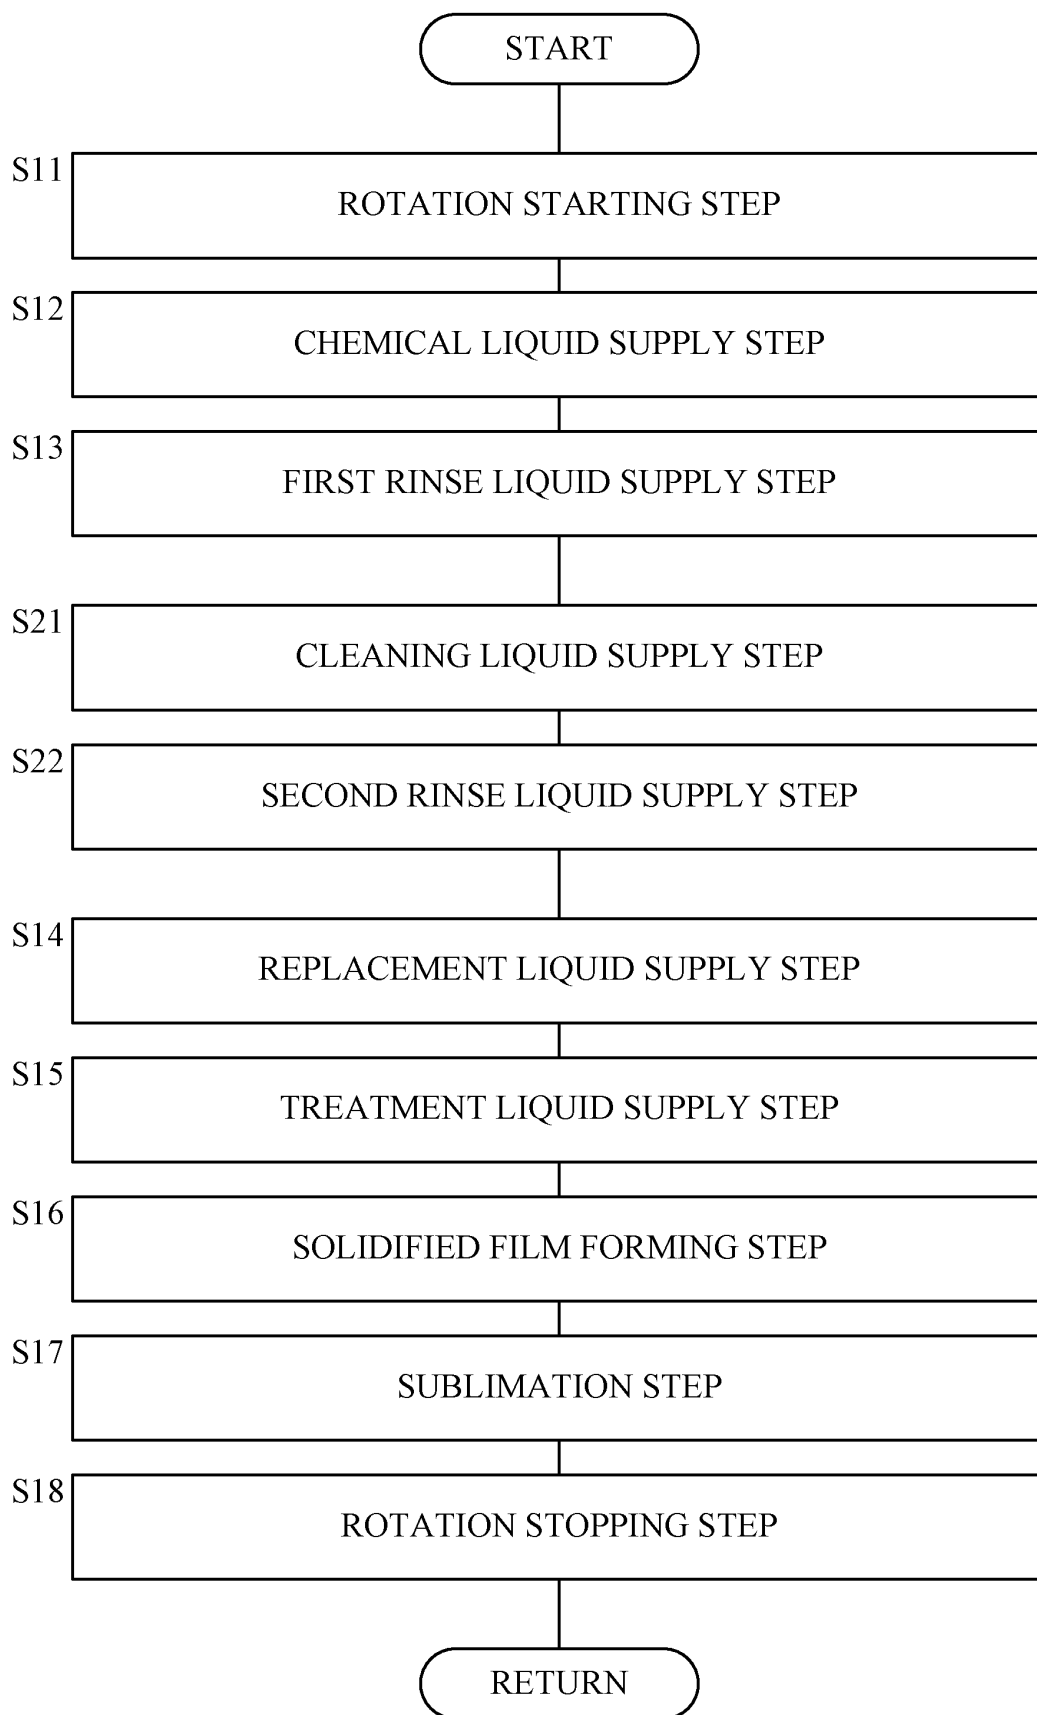 START
S11
ROTATION STARTING STEP
S12
CHEMICAL LIQUID SUPPLY STEP
S13
FIRST RINSE LIQUID SUPPLY STEP
S21
CLEANING LIQUID SUPPLY STEP
S22
SECOND RINSE LIQUID SUPPLY STEP
S14
REPLACEMENT LIQUID SUPPLY STEP
S15
TREATMENT LIQUID SUPPLY STEP
S16
SOLIDIFIED FILM FORMING STEP
S17
SUBLIMATION STEP
S18
ROTATION STOPPING STEP
RETURN